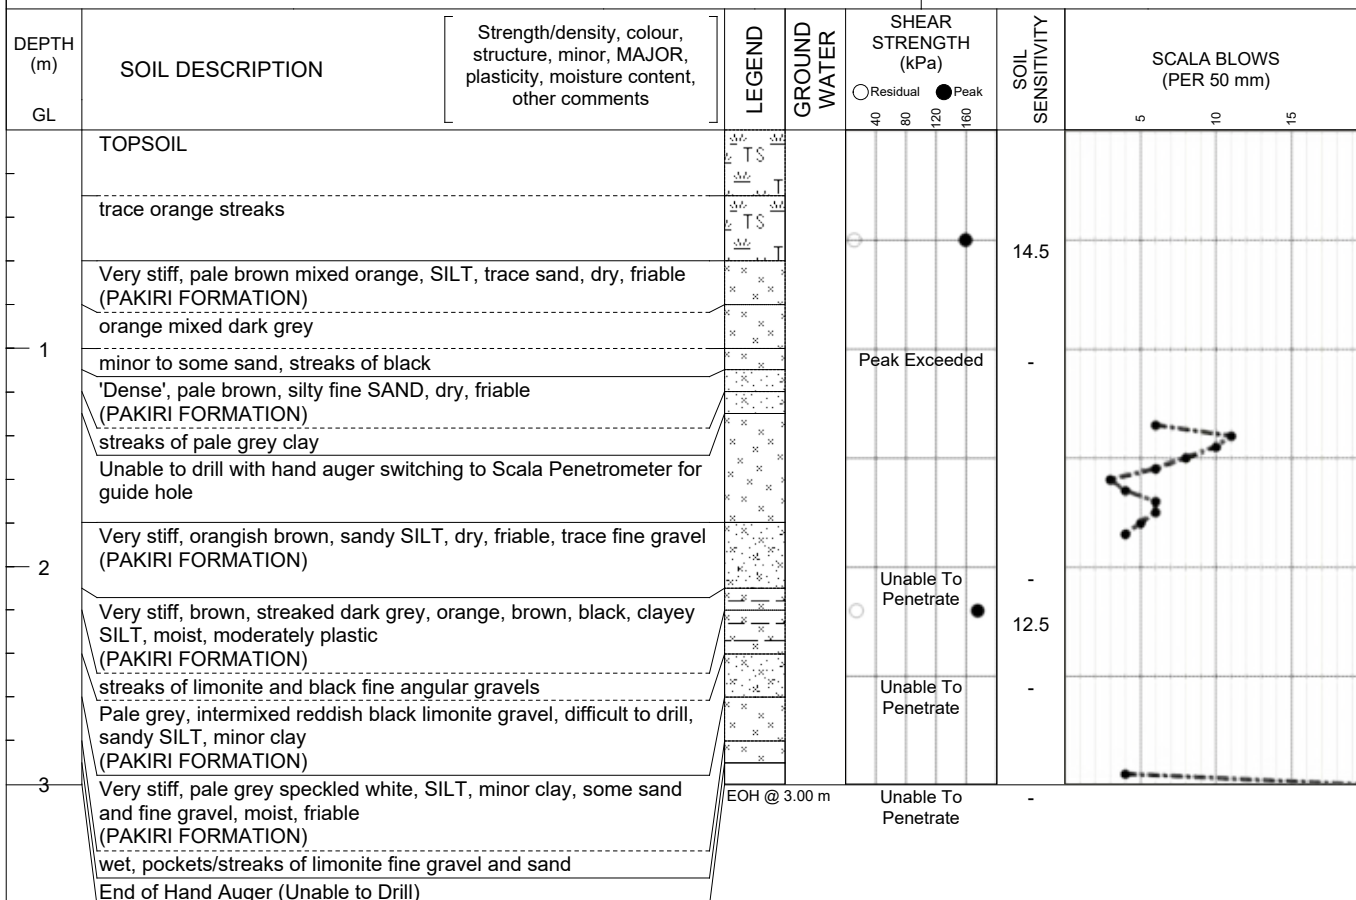 DEPTH
(m)
GL
SOIL DESCRIPTION
Strength/density, colour,
structure, minor, MAJOR,
plasticity, moisture content,
other comments
LEGEND
GROUND
WATER
SHEAR
STRENGTH
(kPa)
Residual Peak
40 80 120 160
SOIL
SENSITIVITY
SCALA BLOWS
(PER 50 mm)
5 10 15
TOPSOIL
TS
T
trace orange streaks
TS
T
14.5
Very stiff, pale brown mixed orange, SILT, trace sand, dry, friable
(PAKIRI FORMATION)
orange mixed dark grey
1
minor to some sand, streaks of black
Peak Exceeded
-
'Dense', pale brown, silty fine SAND, dry, friable
(PAKIRI FORMATION)
streaks of pale grey clay
Unable to drill with hand auger switching to Scala Penetrometer for
guide hole
Very stiff, orangish brown, sandy SILT, dry, friable, trace fine gravel
(PAKIRI FORMATION)
2
Unable To
Penetrate
-
Very stiff, brown, streaked dark grey, orange, brown, black, clayey
SILT, moist, moderately plastic
(PAKIRI FORMATION)
12.5
streaks of limonite and black fine angular gravels
Unable To
Penetrate
-
Pale grey, intermixed reddish black limonite gravel, difficult to drill,
sandy SILT, minor clay
(PAKIRI FORMATION)
3
Very stiff, pale grey speckled white, SILT, minor clay, some sand
and fine gravel, moist, friable
(PAKIRI FORMATION)
EOH @ 3.00 m
Unable To
Penetrate
-
wet, pockets/streaks of limonite fine gravel and sand
End of Hand Auger (Unable to Drill)